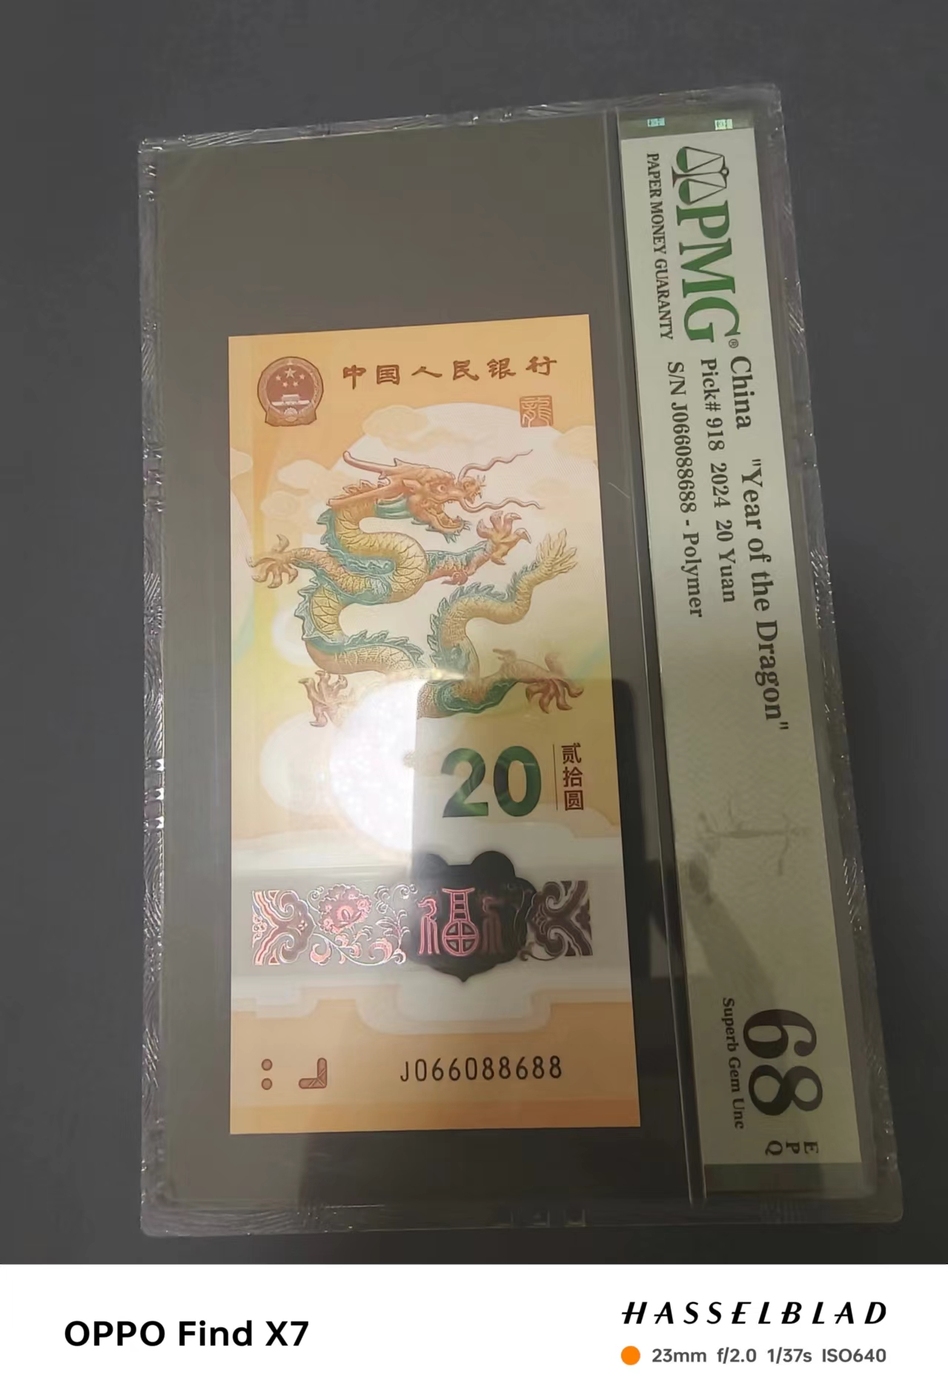 中国人民银行
龍
20
贰拾圆
福
J066088688
PMG®
PAPER MONEY GUARANTY
China "Year of the Dragon"
Pick# 918 2024 20 Yuan
S/N J066088688 - Polymer
68
EPQ
Superb Gem Unc
OPPO Find X7
HASSELBLAD
23mm f/2.0 1/37s ISO640